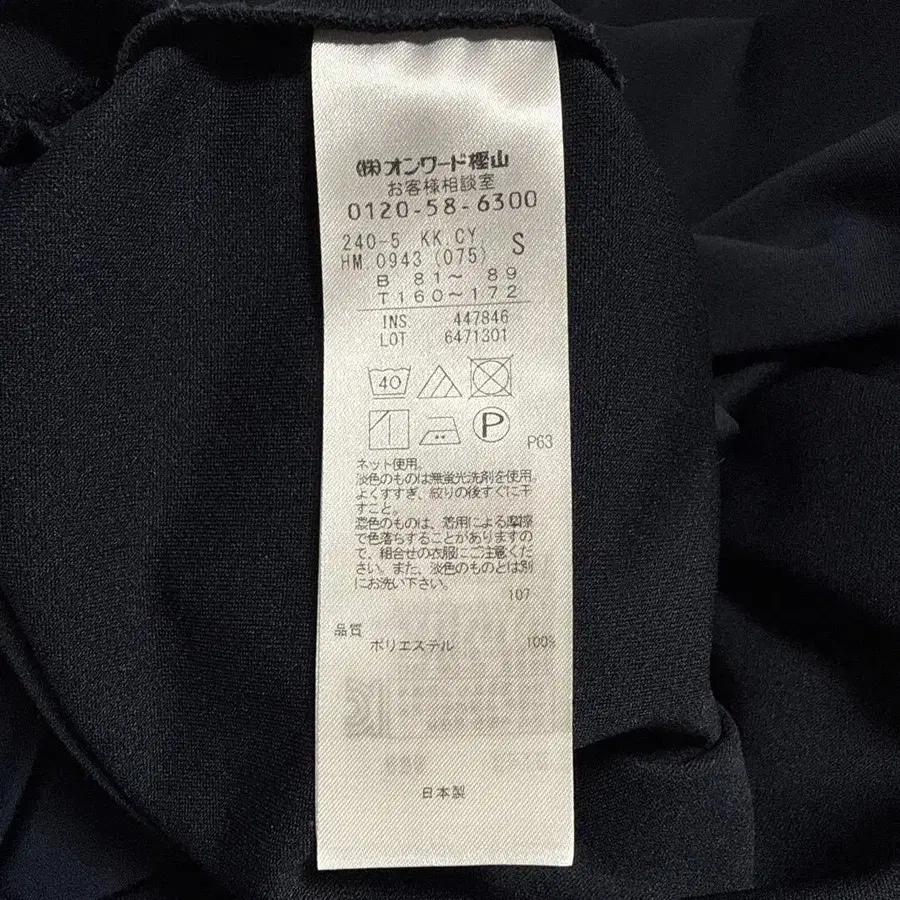 ㈱オンワード樫山
お客様相談室
0120-58-6300
240-5 KK.CY S
HM.0943 (075)
B 81～ 89
T160～172
INS. 447846
LOT 6471301
40
P P63
ネット使用。
淡色のものは無蛍光洗剤を使用
よくすすぎ、絞りの後すぐに干
すこと。
濃色のものは、着用による摩擦
で色落ちすることがありますの
で、組合せの衣服にご注意くだ
さい。また、淡色のものとは別
にお洗い下さい。
107
品質
ポリエステル 100%
日本製